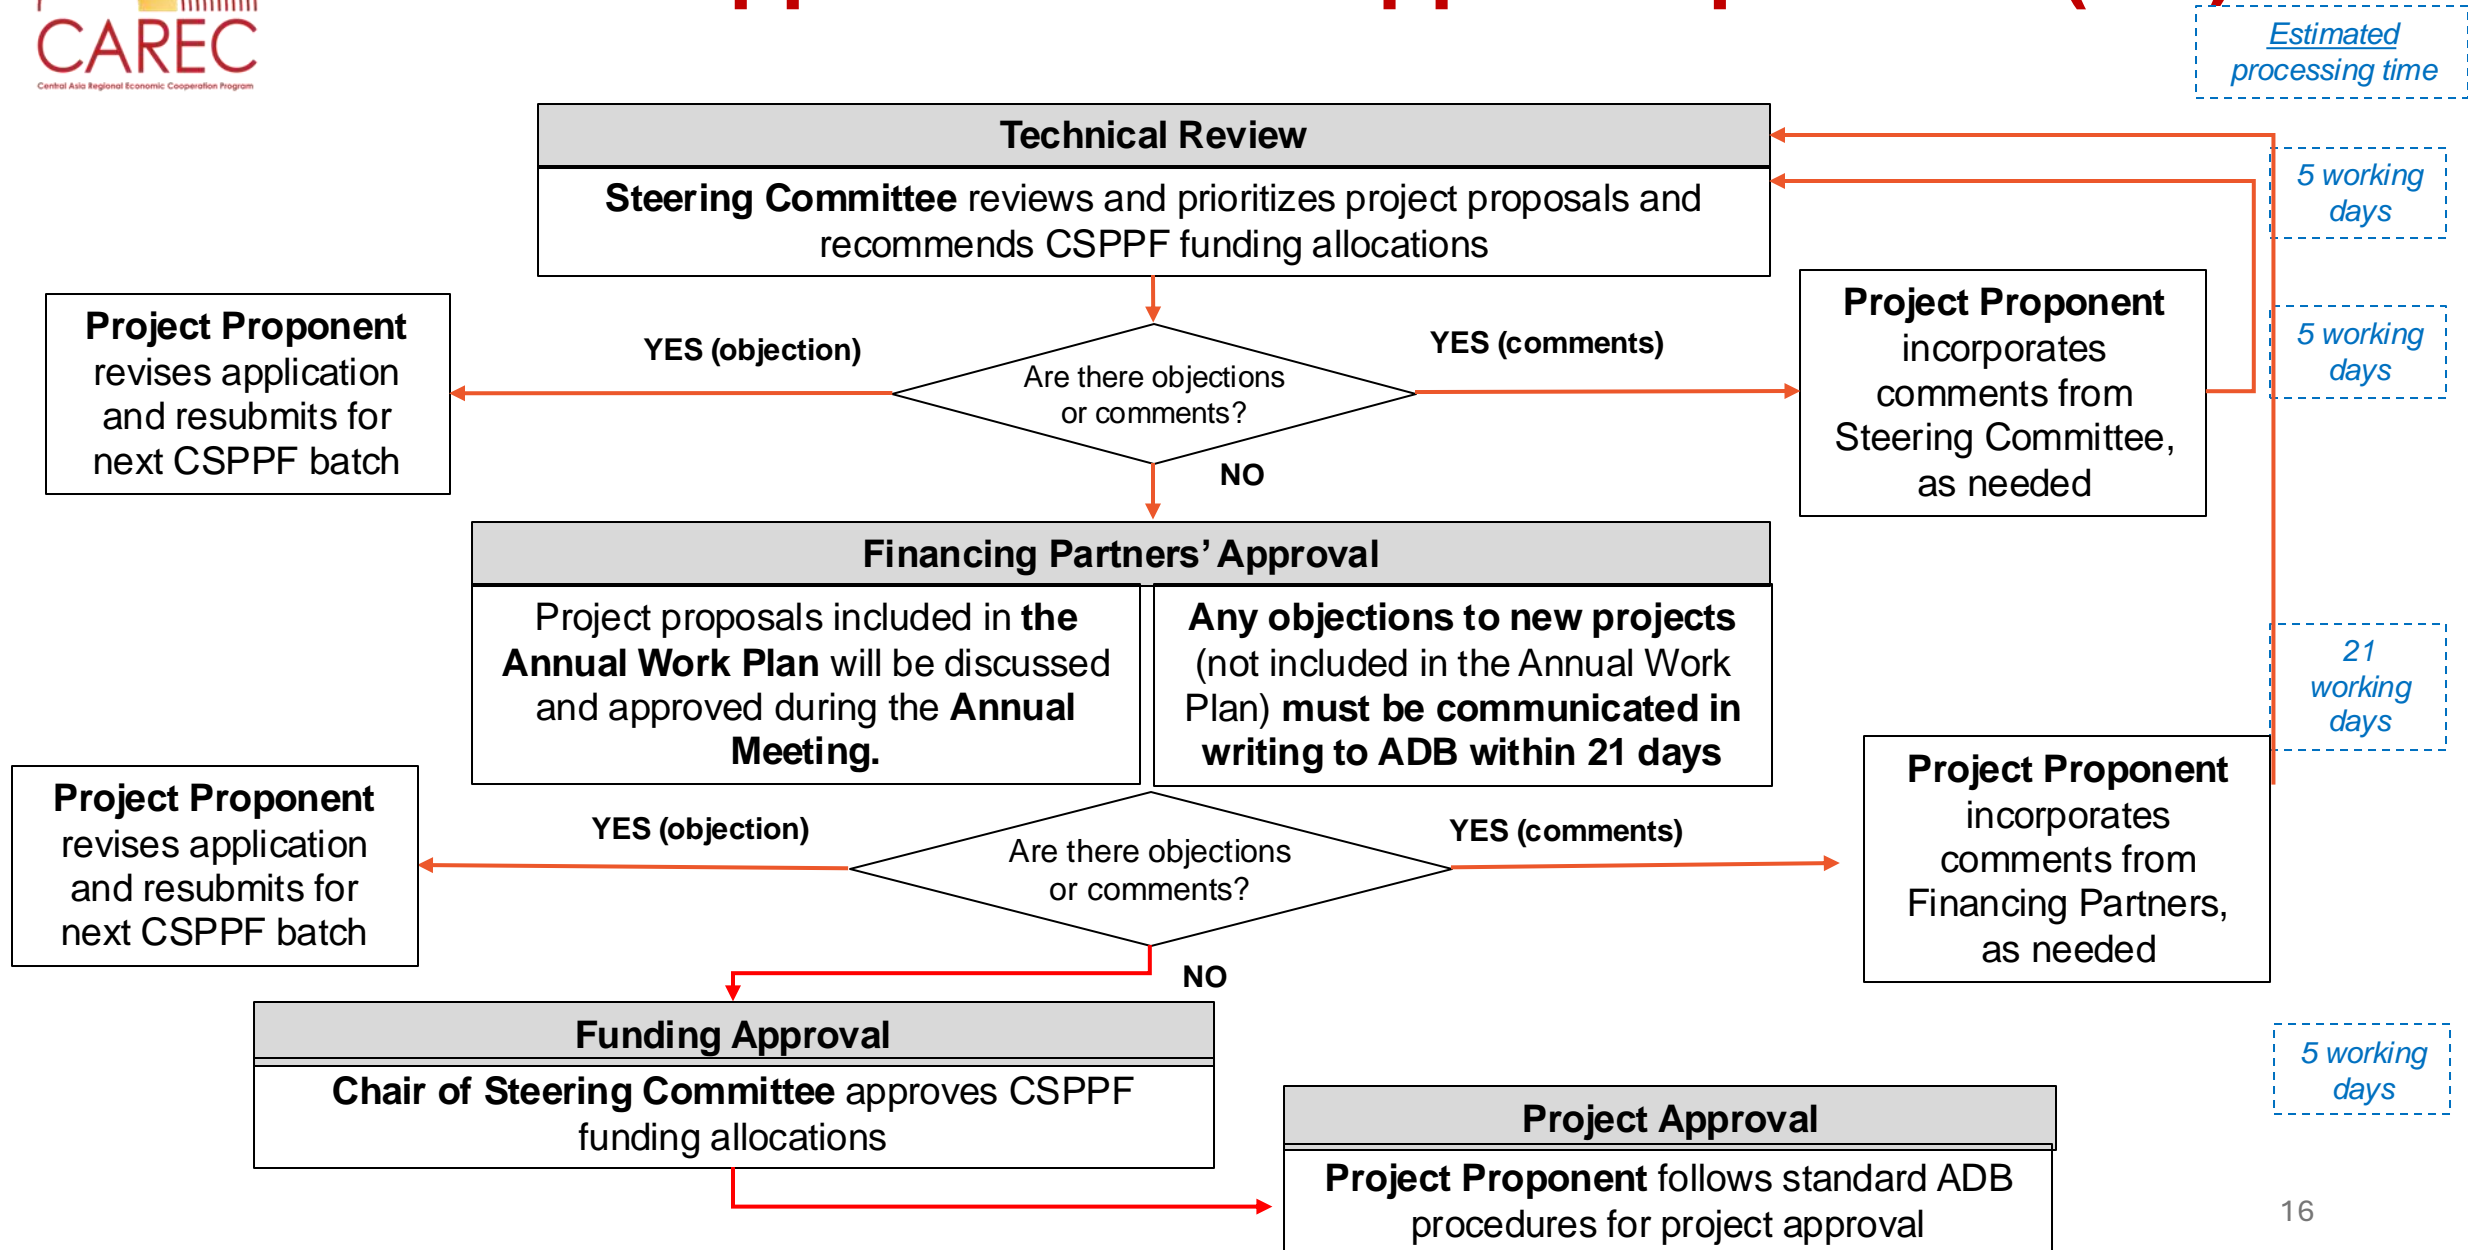 CAREC
Central Asia Regional Economic Cooperation Program
Estimated
processing time
Technical Review
Steering Committee reviews and prioritizes project proposals and
recommends CSPPF funding allocations
5 working
days
Project Proponent
revises application
and resubmits for
next CSPPF batch
YES (objection)
Are there objections
or comments?
YES (comments)
NO
Project Proponent
incorporates
comments from
Steering Committee,
as needed
5 working
days
Financing Partners' Approval
Project proposals included in the
Annual Work Plan will be discussed
and approved during the Annual
Meeting.
Any objections to new projects
(not included in the Annual Work
Plan) must be communicated in
writing to ADB within 21 days
21
working
days
Project Proponent
revises application
and resubmits for
next CSPPF batch
YES (objection)
Are there objections
or comments?
YES (comments)
NO
Project Proponent
incorporates
comments from
Financing Partners,
as needed
Funding Approval
Chair of Steering Committee approves CSPPF
funding allocations
5 working
days
Project Approval
Project Proponent follows standard ADB
procedures for project approval
16